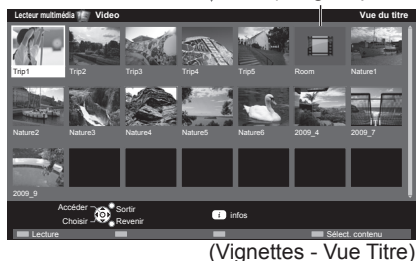 Lecteur multimédia Video Vue du titre
Trip1 Trip2 Trip3 Trip4 Trip5 Room Nature1
Nature2 Nature3 Nature4 Nature5 Nature6 2009_4 2009_7
2009_9
Accéder Sortir
Choisir Revenir
i infos
Lecture Sélect. contenu
(Vignettes - Vue Titre)